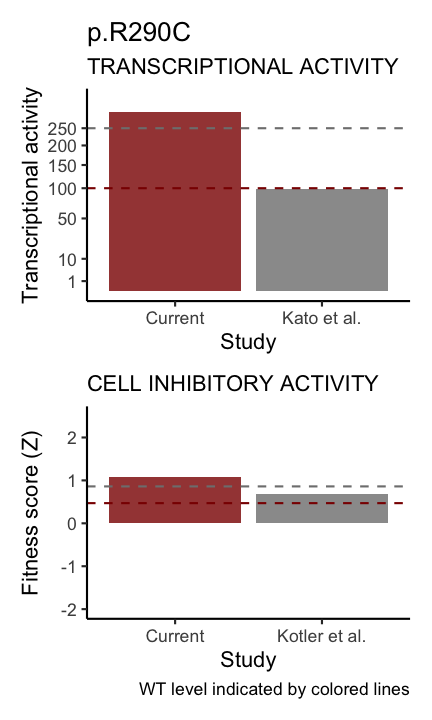 p.R290C
TRANSCRIPTIONAL ACTIVITY
Transcriptional activity
250
200
150
100
50
10
1
Current
Kato et al.
Study
CELL INHIBITORY ACTIVITY
Fitness score (Z)
2
1
0
-1
-2
Current
Kotler et al.
Study
WT level indicated by colored lines